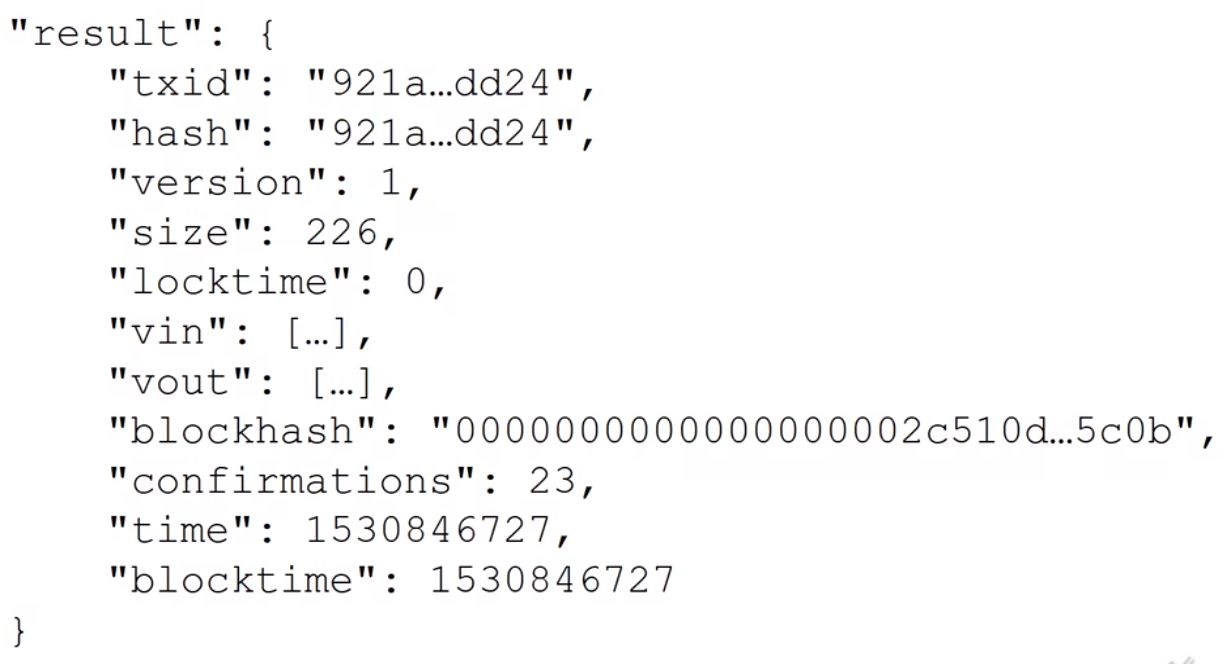 "result": {
"txid": "921a…dd24",
"hash": "921a…dd24",
"version": 1,
"size": 226,
"locktime": 0,
"vin": […],
"vout": […],
"blockhash": "0000000000000000002c510d…5c0b",
"confirmations": 23,
"time": 1530846727,
"blocktime": 1530846727
}